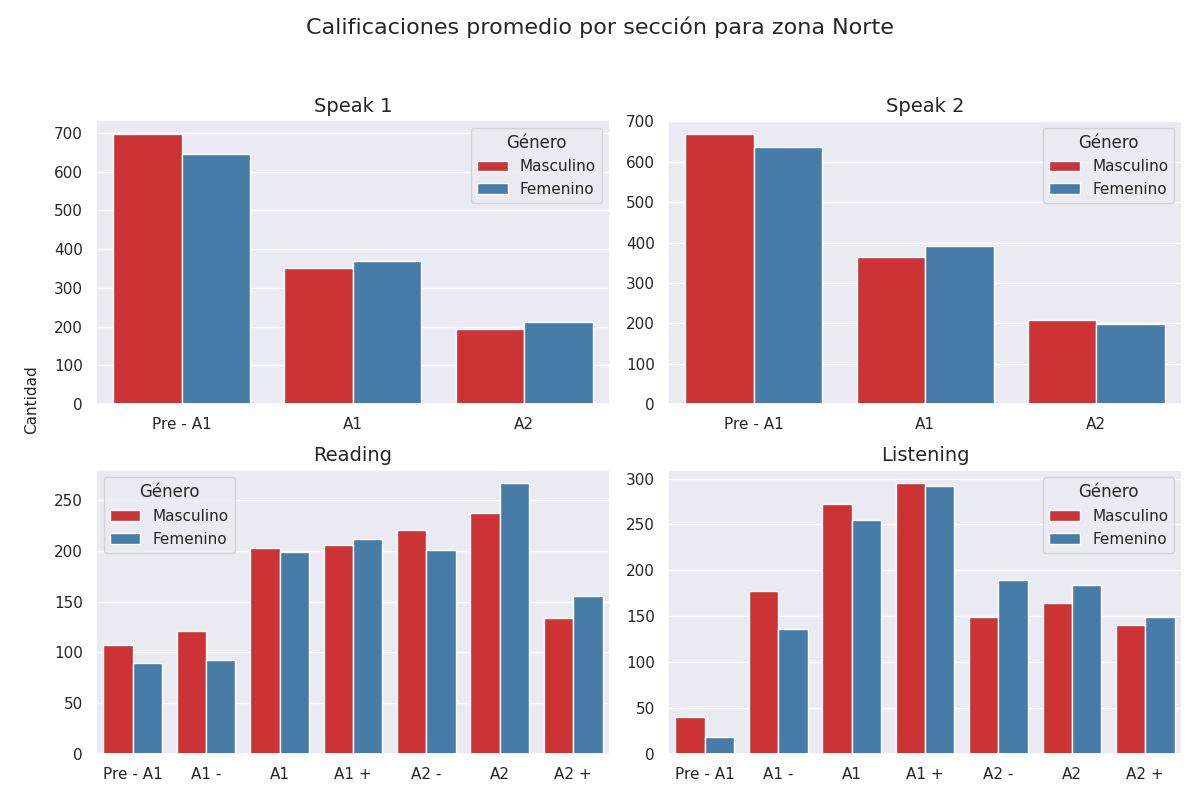 Calificaciones promedio por sección para zona Norte
Cantidad
Speak 1
700
600
500
400
300
200
100
0
Género
Masculino
Femenino
Pre - A1 A1 A2
Speak 2
700
600
500
400
300
200
100
0
Género
Masculino
Femenino
Pre - A1 A1 A2
Reading
250
200
150
100
50
0
Género
Masculino
Femenino
Pre - A1 A1 - A1 A1 + A2 - A2 A2 +
Listening
300
250
200
150
100
50
0
Género
Masculino
Femenino
Pre - A1 A1 - A1 A1 + A2 - A2 A2 +